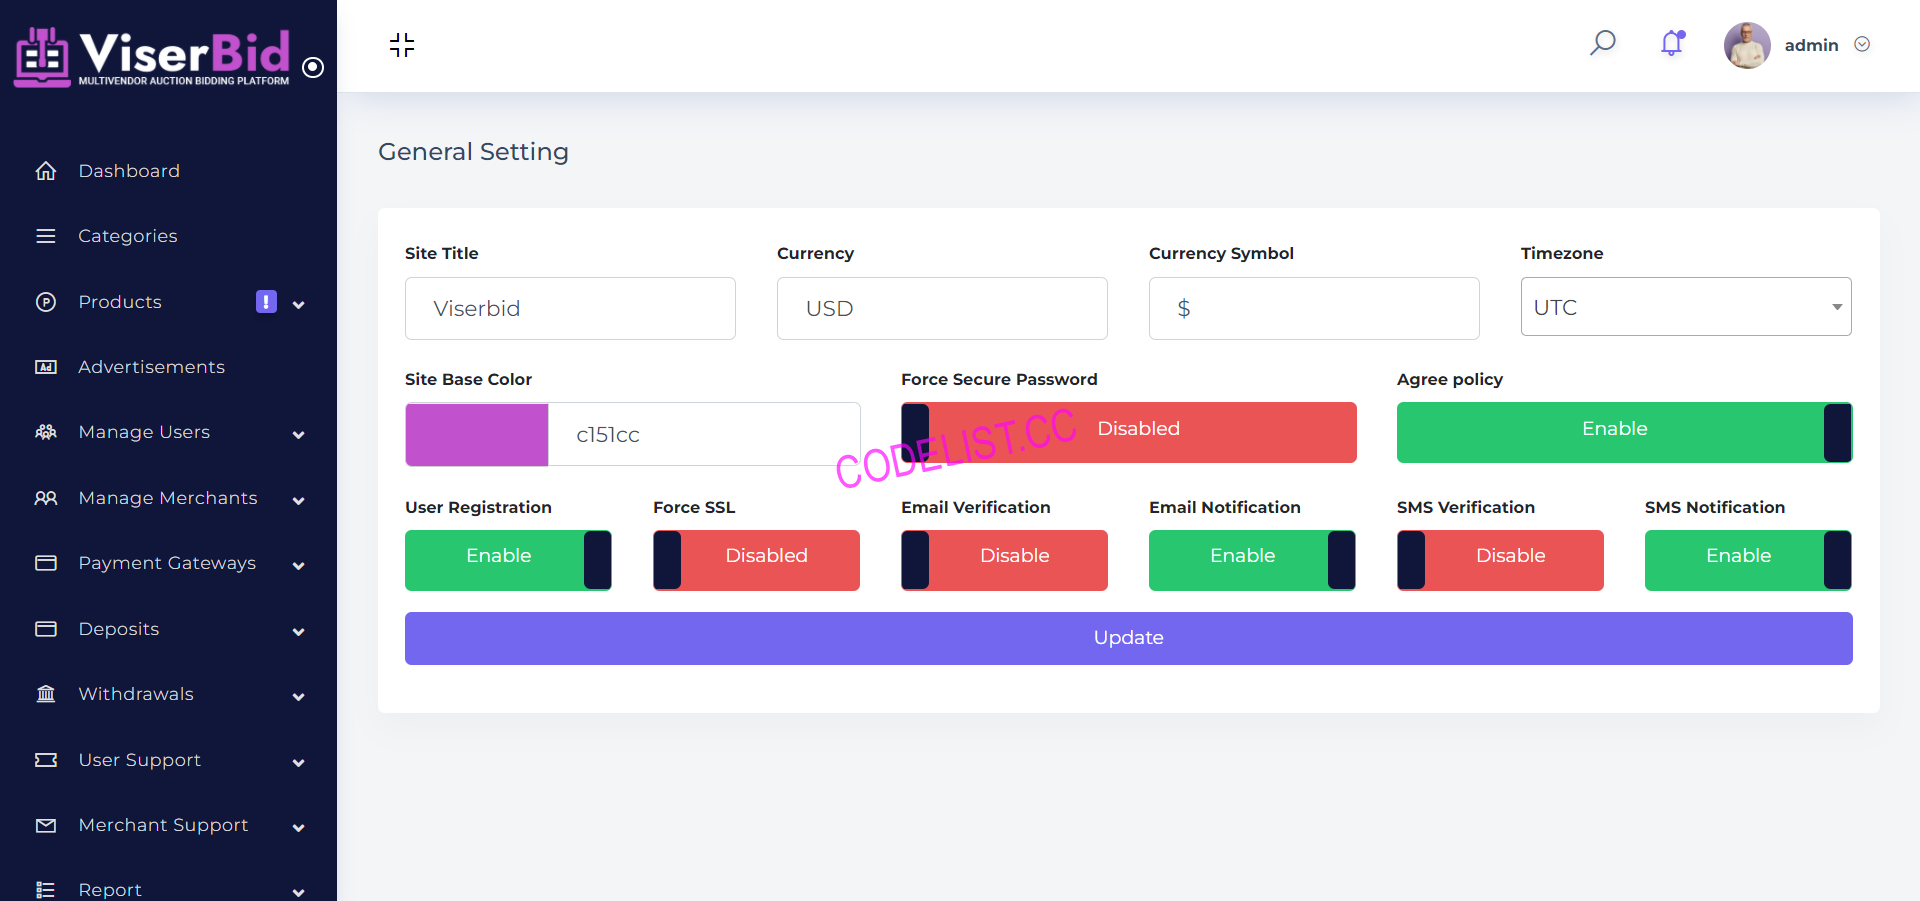 ViserBid
MULTIVENDOR AUCTION BIDDING PLATFORM
admin
Dashboard
Categories
Products
!
Advertisements
Manage Users
Manage Merchants
Payment Gateways
Deposits
Withdrawals
User Support
Merchant Support
Report
General Setting
Site Title
Currency
Currency Symbol
Timezone
Viserbid
USD
$
UTC
Site Base Color
Force Secure Password
Agree policy
c151cc
Disabled
Enable
CODELIST.CC
User Registration
Force SSL
Email Verification
Email Notification
SMS Verification
SMS Notification
Enable
Disabled
Disable
Enable
Disable
Enable
Update